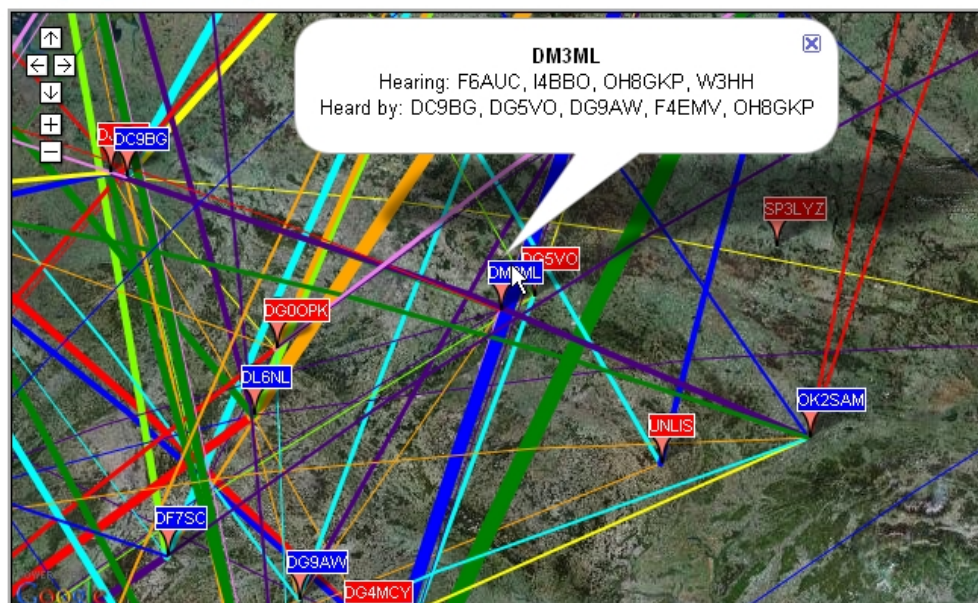 DM3ML
Hearing: F6AUC, I4BBO, OH8GKP, W3HH
Heard by: DC9BG, DG5VO, DG9AW, F4EMV, OH8GKP
DC9BG
SP3LYZ
DG5VO
DM3ML
DG0OPK
DL6NL
OK2SAM
UNLIS
DF7SC
DG9AW
DG4MCY
Google